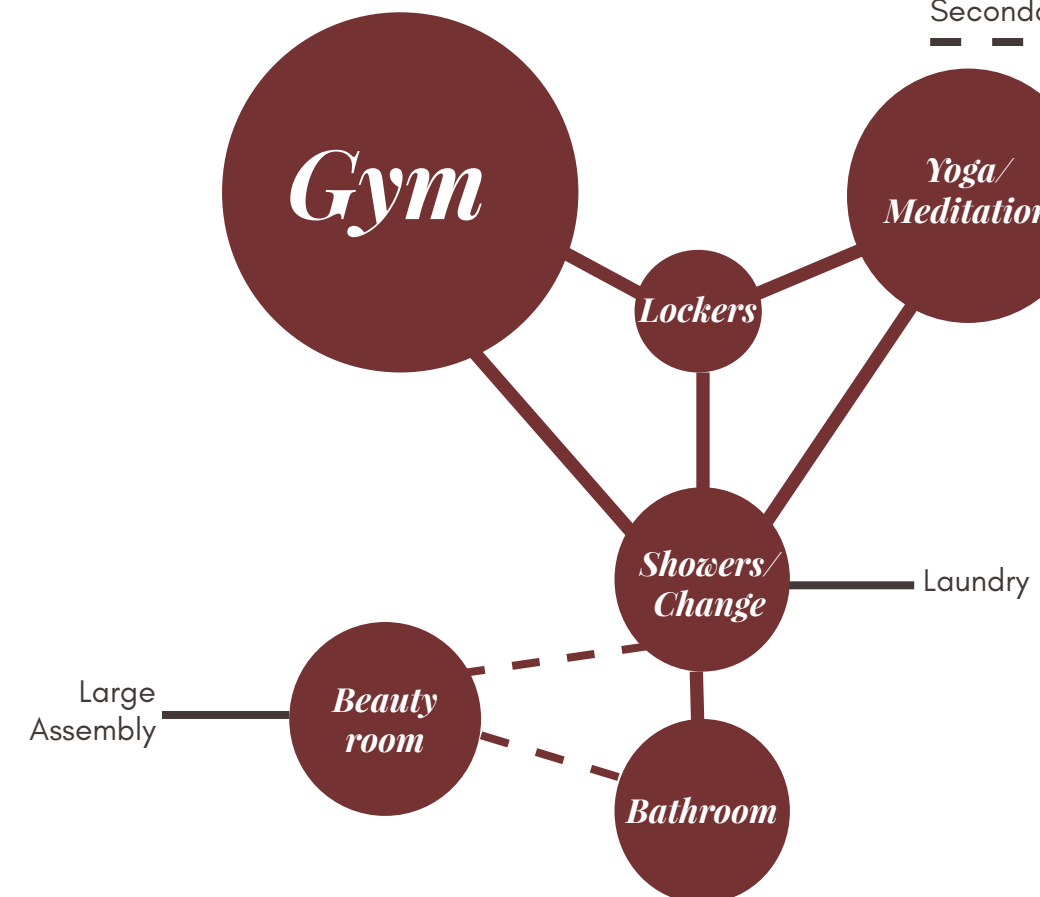 Gym
Yoga/
Lockers
Showers/
Change
Laundry
Large
Assembly
Beauty
room
Bathroom